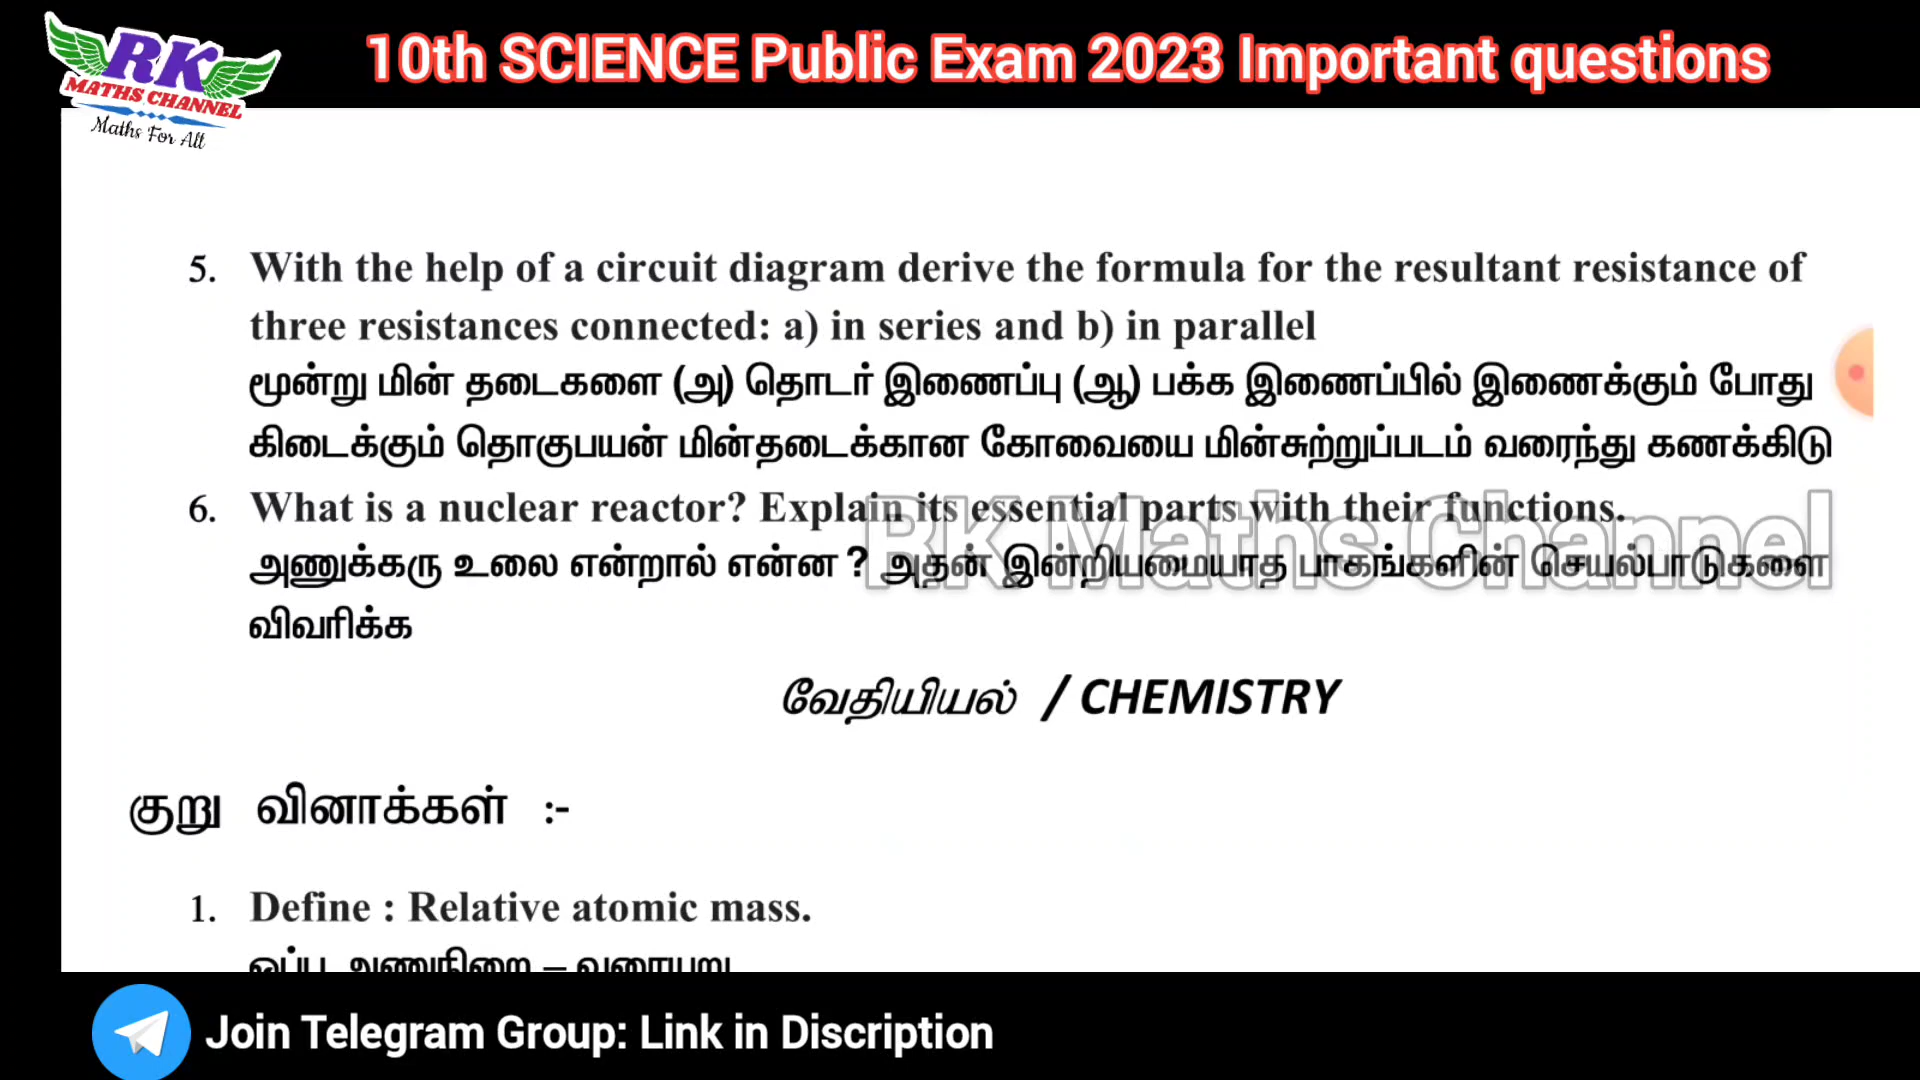 RK
MATHS CHANNEL
Maths For All
10th SCIENCE Public Exam 2023 Important questions
5. With the help of a circuit diagram derive the formula for the resultant resistance of
three resistances connected: a) in series and b) in parallel
மூன்று மின் தடைகளை (அ) தொடர் இணைப்பு (ஆ) பக்க இணைப்பில் இணைக்கும் போது
கிடைக்கும் தொகுபயன் மின்தடைக்கான கோவையை மின்சுற்றுப்படம் வரைந்து கணக்கிடு
6. What is a nuclear reactor? Explain its essential parts with their functions.
RK Maths Channel
அணுக்கரு உலை என்றால் என்ன ? அதன் இன்றியமையாத பாகங்களின் செயல்பாடுகளை
விவரிக்க
வேதியியல் / CHEMISTRY
குறு வினாக்கள் :-
1. Define : Relative atomic mass.
ஒப்பு அணுநிறை – வரையறு
Join Telegram Group: Link in Discription